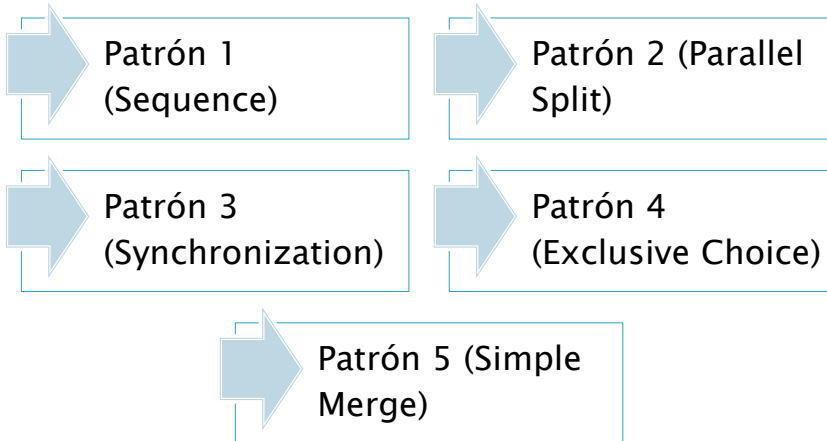 Patrón 1
(Sequence)
Patrón 2 (Parallel
Split)
Patrón 3
(Synchronization)
Patrón 4
(Exclusive Choice)
Patrón 5 (Simple
Merge)